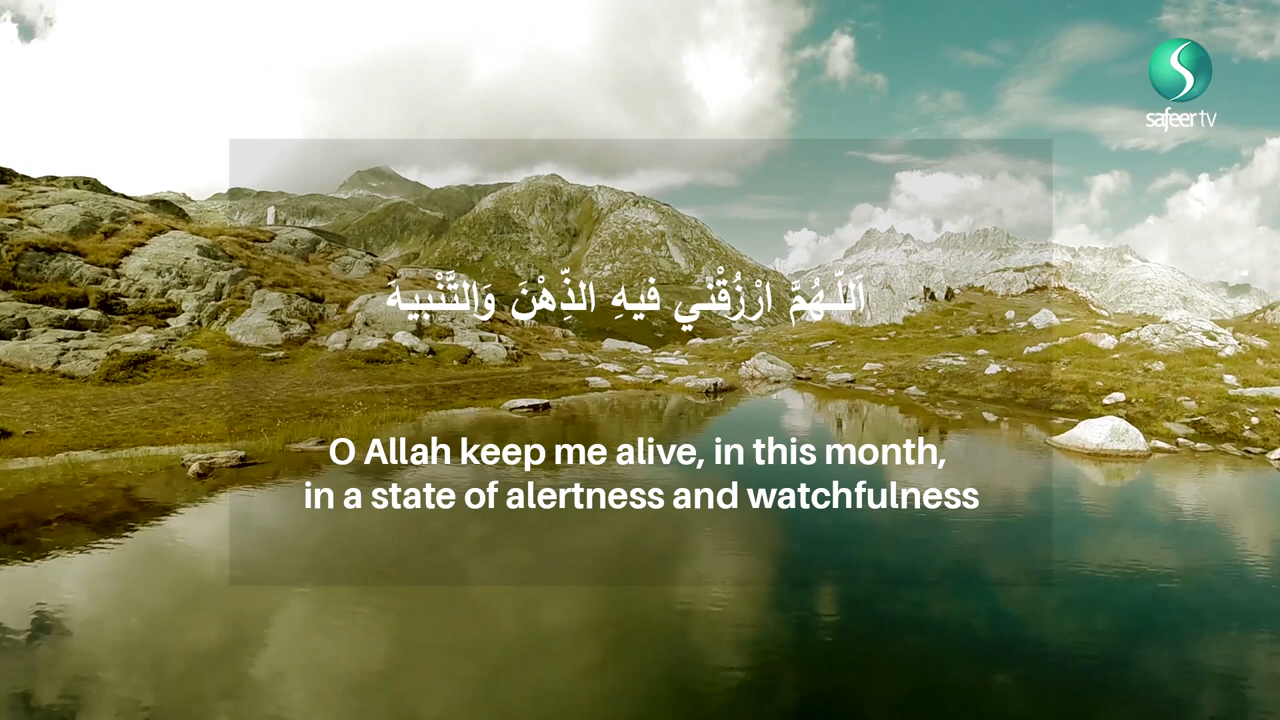 safeer tv
اَللّـهُمَّ ارْزُقْني فيهِ الذِّهْنَ وَالتَّنْبيهَ
O Allah keep me alive, in this month,
in a state of alertness and watchfulness